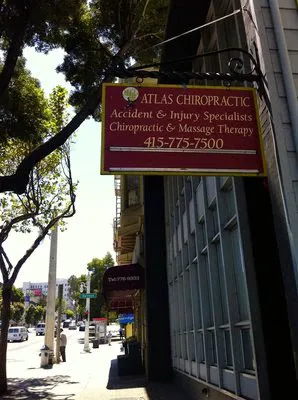 ATLAS CHIROPRACTIC
Accident & Injury Specialists
Chiropractic & Massage Therapy
415-775-7500